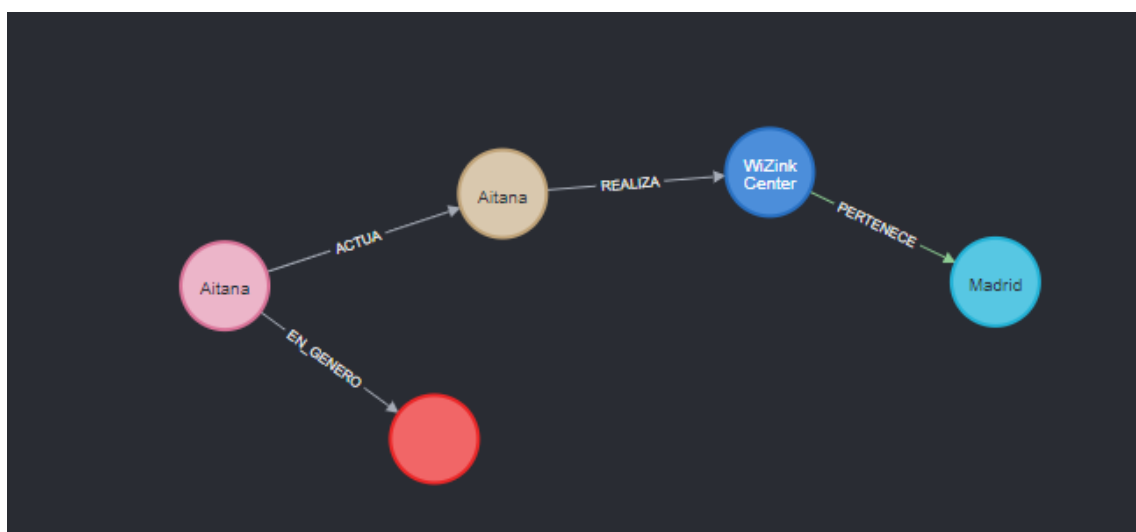 Aitana
ACTUA
Aitana
REALIZA
WiZink
Center
PERTENECE
Madrid
EN_GENERO